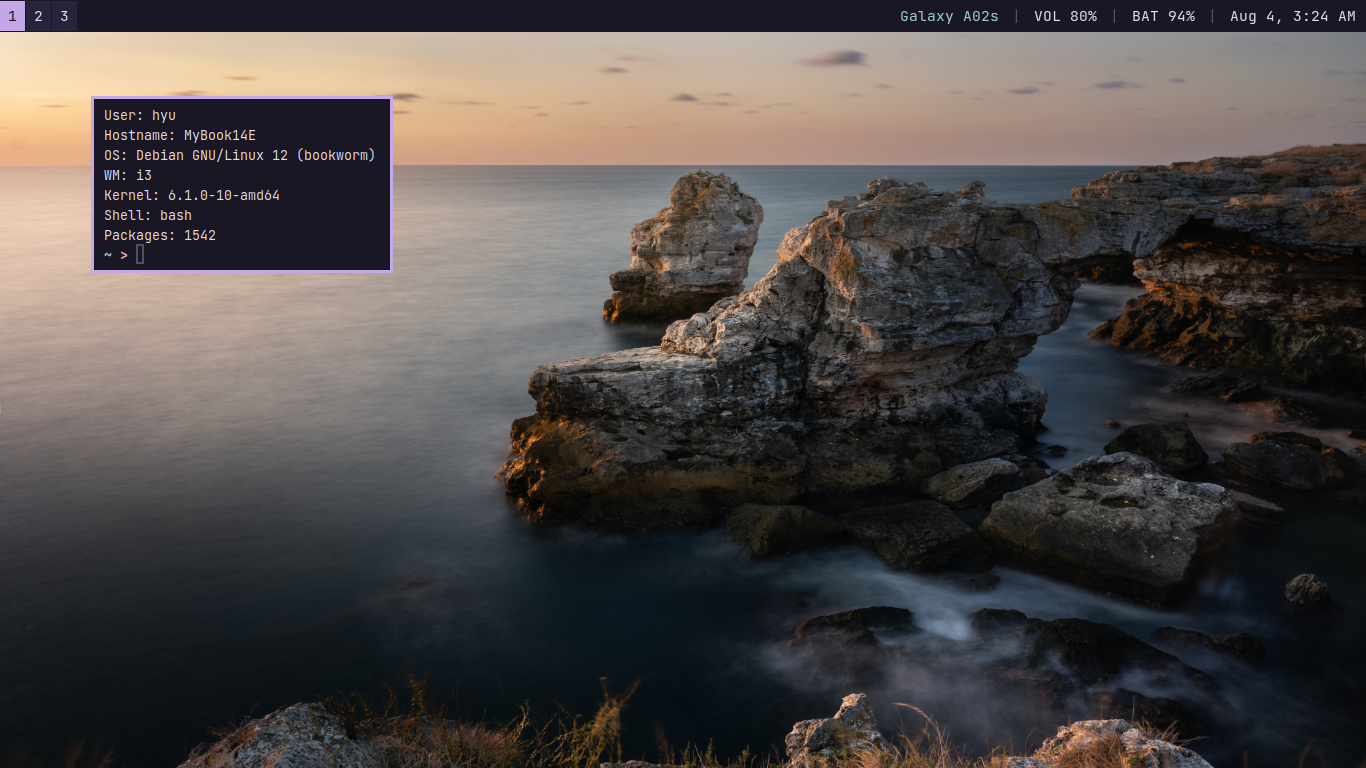 1 2 3 Galaxy A02s | VOL 80% | BAT 94% | Aug 4, 3:24 AM
User: hyu
Hostname: MyBook14E
OS: Debian GNU/Linux 12 (bookworm)
WM: i3
Kernel: 6.1.0-10-amd64
Shell: bash
Packages: 1542
~ >